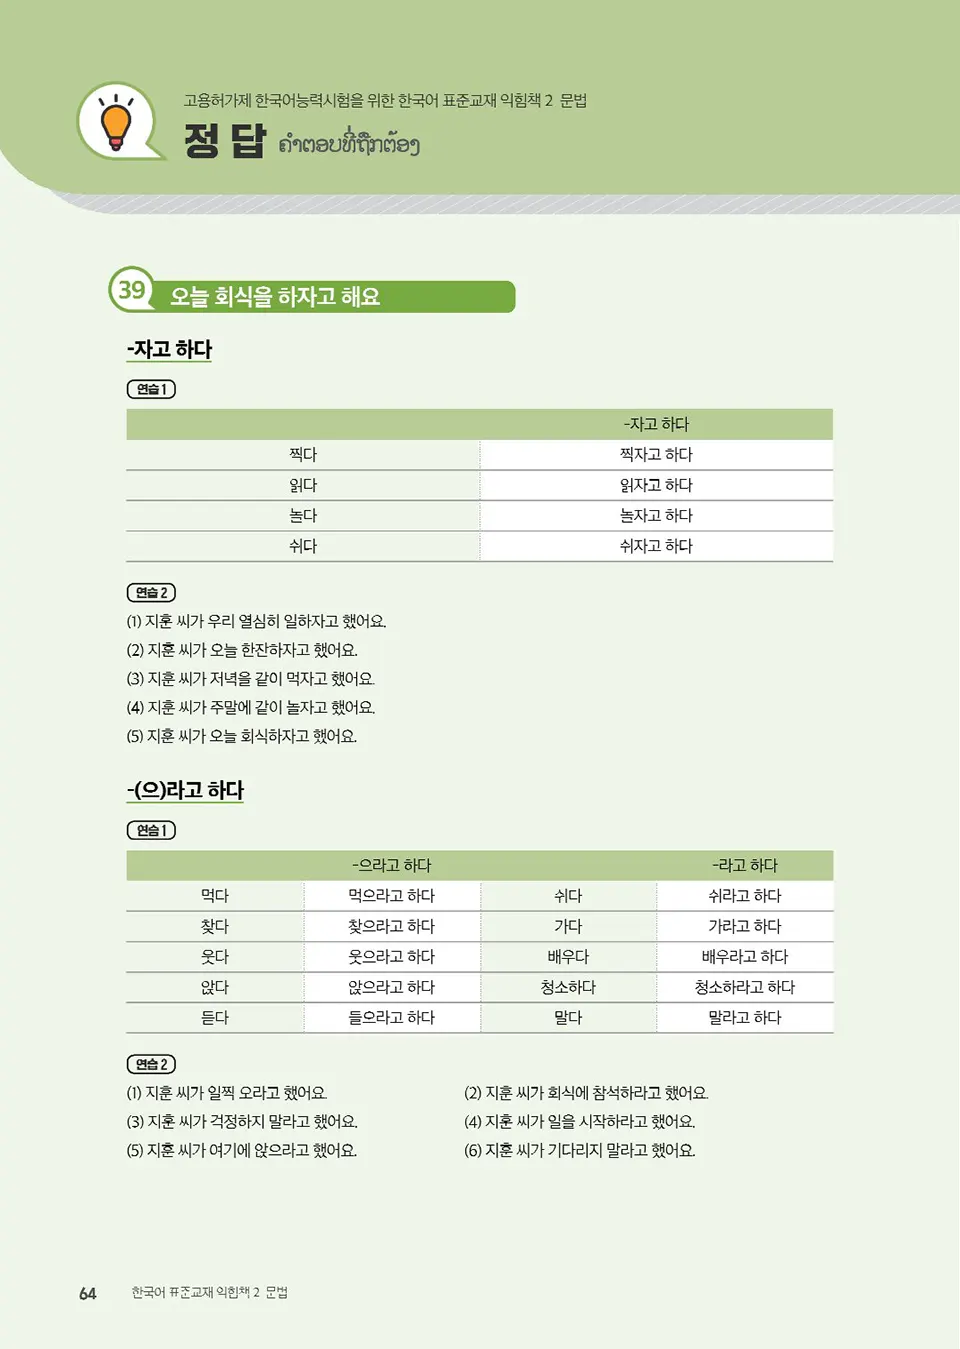 고용허가제 한국어능력시험을 위한 한국어 표준교재 익힘책 2 문법
정답 ຄຳຕອບທີ່ຖືກຕ້ອງ
39 오늘 회식을 하자고 해요
-자고 하다
연습 1
-자고 하다
찍다 찍자고 하다
읽다 읽자고 하다
놀다 놀자고 하다
쉬다 쉬자고 하다
연습 2
(1) 지훈 씨가 우리 열심히 일하자고 했어요.
(2) 지훈 씨가 오늘 한잔하자고 했어요.
(3) 지훈 씨가 저녁을 같이 먹자고 했어요.
(4) 지훈 씨가 주말에 같이 놀자고 했어요.
(5) 지훈 씨가 오늘 회식하자고 했어요.
-(으)라고 하다
연습 1
-으라고 하다 -라고 하다
먹다 먹으라고 하다 쉬다 쉬라고 하다
찾다 찾으라고 하다 가다 가라고 하다
웃다 웃으라고 하다 배우다 배우라고 하다
앉다 앉으라고 하다 청소하다 청소하라고 하다
듣다 들으라고 하다 말다 말라고 하다
연습 2
(1) 지훈 씨가 일찍 오라고 했어요. (2) 지훈 씨가 회식에 참석하라고 했어요.
(3) 지훈 씨가 걱정하지 말라고 했어요. (4) 지훈 씨가 일을 시작하라고 했어요.
(5) 지훈 씨가 여기에 앉으라고 했어요. (6) 지훈 씨가 기다리지 말라고 했어요.
64 한국어 표준교재 익힘책 2 문법